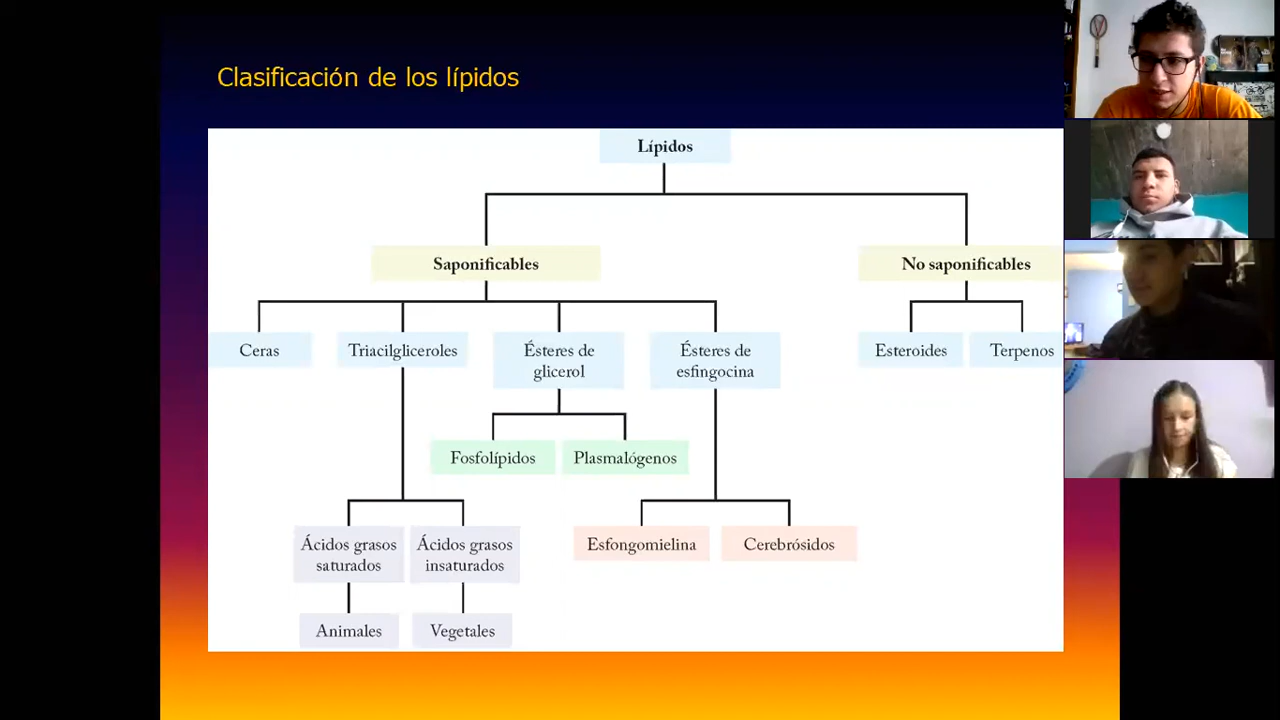 Clasificación de los lípidos
Lípidos
Saponificables
No saponificables
Ceras
Triacilgliceroles
Ésteres de
glicerol
Ésteres de
esfingocina
Esteroides
Terpenos
Fosfolípidos
Plasmalógenos
Ácidos grasos
saturados
Ácidos grasos
insaturados
Esfongomielina
Cerebrósidos
Animales
Vegetales